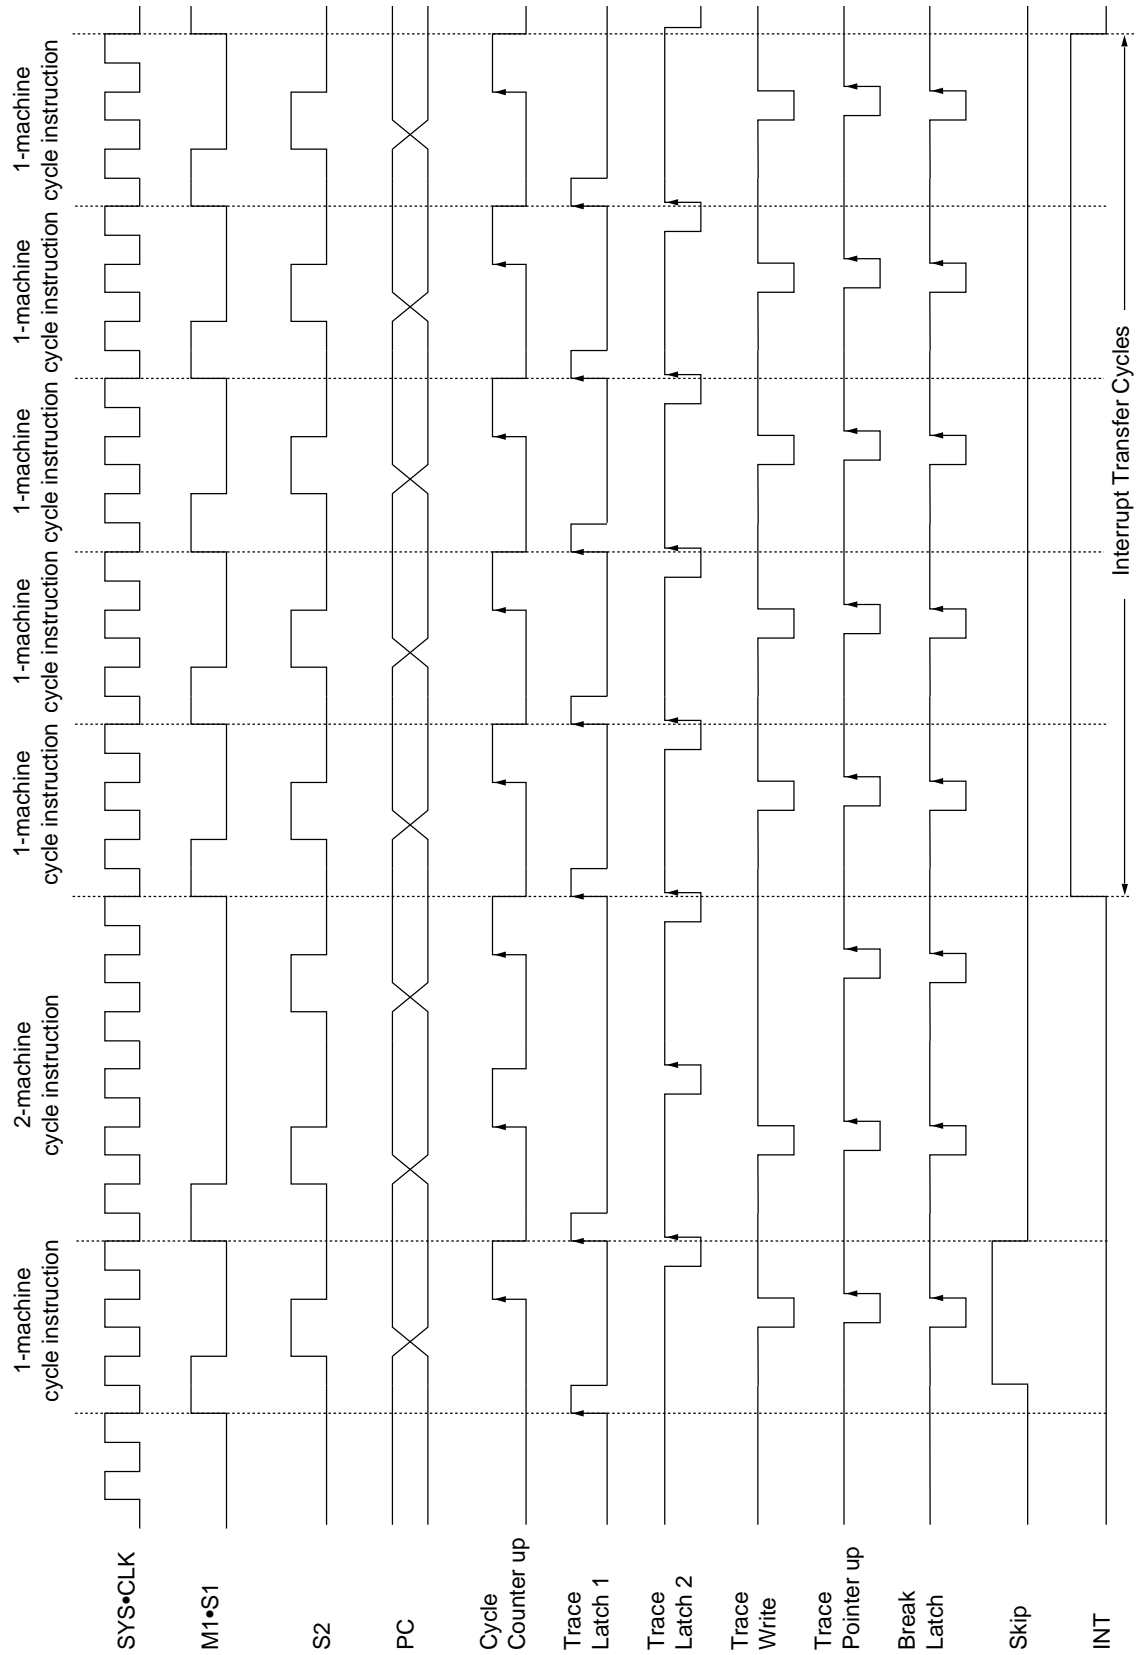 SYS•CLK
M1•S1
S2
PC
Cycle
Counter up
Trace
Latch 1
Trace
Latch 2
Trace
Write
Trace
Pointer up
Break
Latch
Skip
INT
1-machine
cycle instruction
2-machine
cycle instruction
1-machine
cycle instruction
1-machine
cycle instruction
1-machine
cycle instruction
1-machine
cycle instruction
1-machine
cycle instruction
Interrupt Transfer Cycles